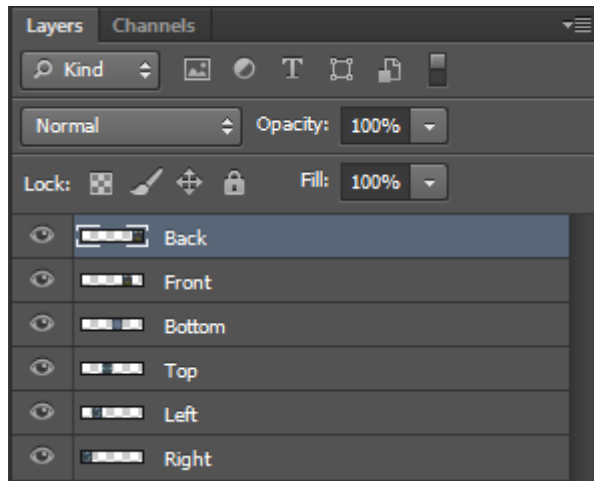 Layers Channels
Kind T
Normal Opacity: 100%
Lock: Fill: 100%
Back
Front
Bottom
Top
Left
Right